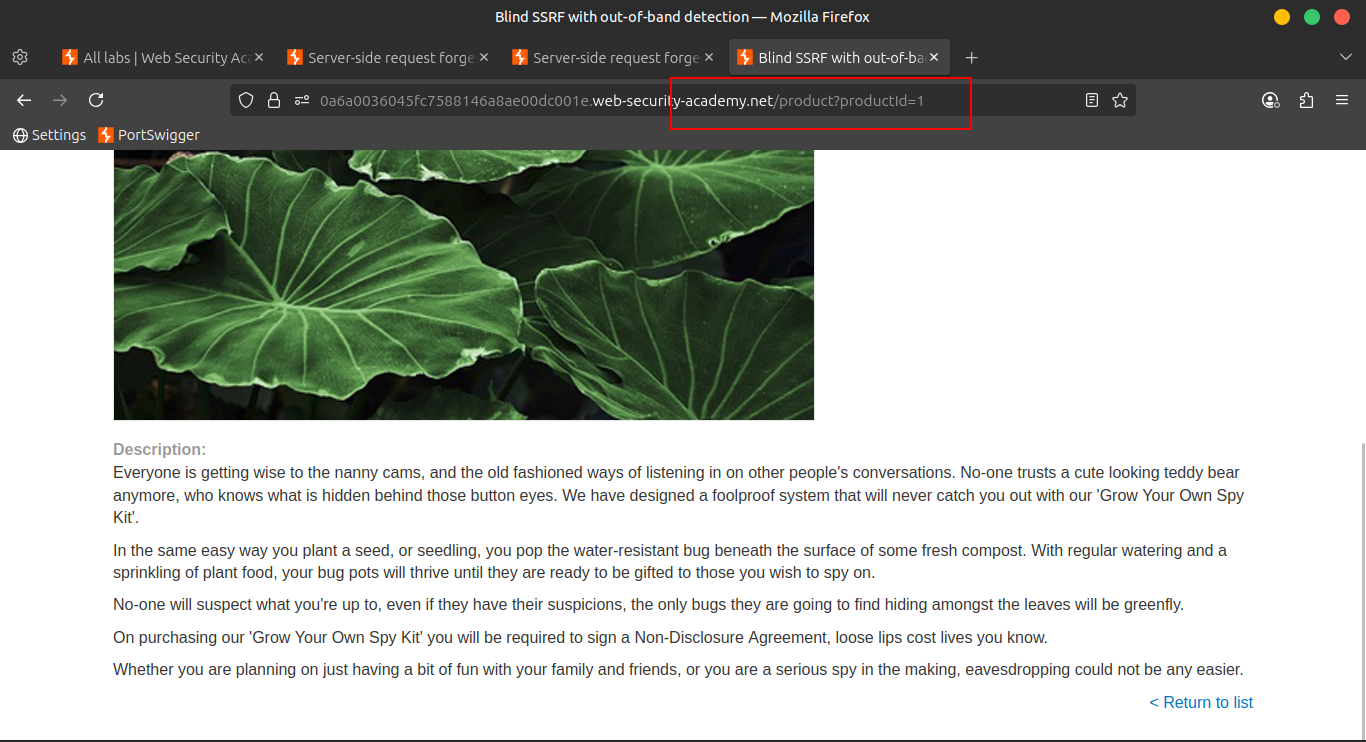 Blind SSRF with out-of-band detection — Mozilla Firefox
All labs | Web Security Ac
Server-side request forge
Server-side request forge
Blind SSRF with out-of-ba
0a6a0036045fc7588146a8ae00dc001e.web-security-academy.net/product?productId=1
Settings
PortSwigger
Description:
Everyone is getting wise to the nanny cams, and the old fashioned ways of listening in on other people's conversations. No-one trusts a cute looking teddy bear
anymore, who knows what is hidden behind those button eyes. We have designed a foolproof system that will never catch you out with our 'Grow Your Own Spy
Kit'.
In the same easy way you plant a seed, or seedling, you pop the water-resistant bug beneath the surface of some fresh compost. With regular watering and a
sprinkling of plant food, your bug pots will thrive until they are ready to be gifted to those you wish to spy on.
No-one will suspect what you're up to, even if they have their suspicions, the only bugs they are going to find hiding amongst the leaves will be greenfly.
On purchasing our 'Grow Your Own Spy Kit' you will be required to sign a Non-Disclosure Agreement, loose lips cost lives you know.
Whether you are planning on just having a bit of fun with your family and friends, or you are a serious spy in the making, eavesdropping could not be any easier.
< Return to list